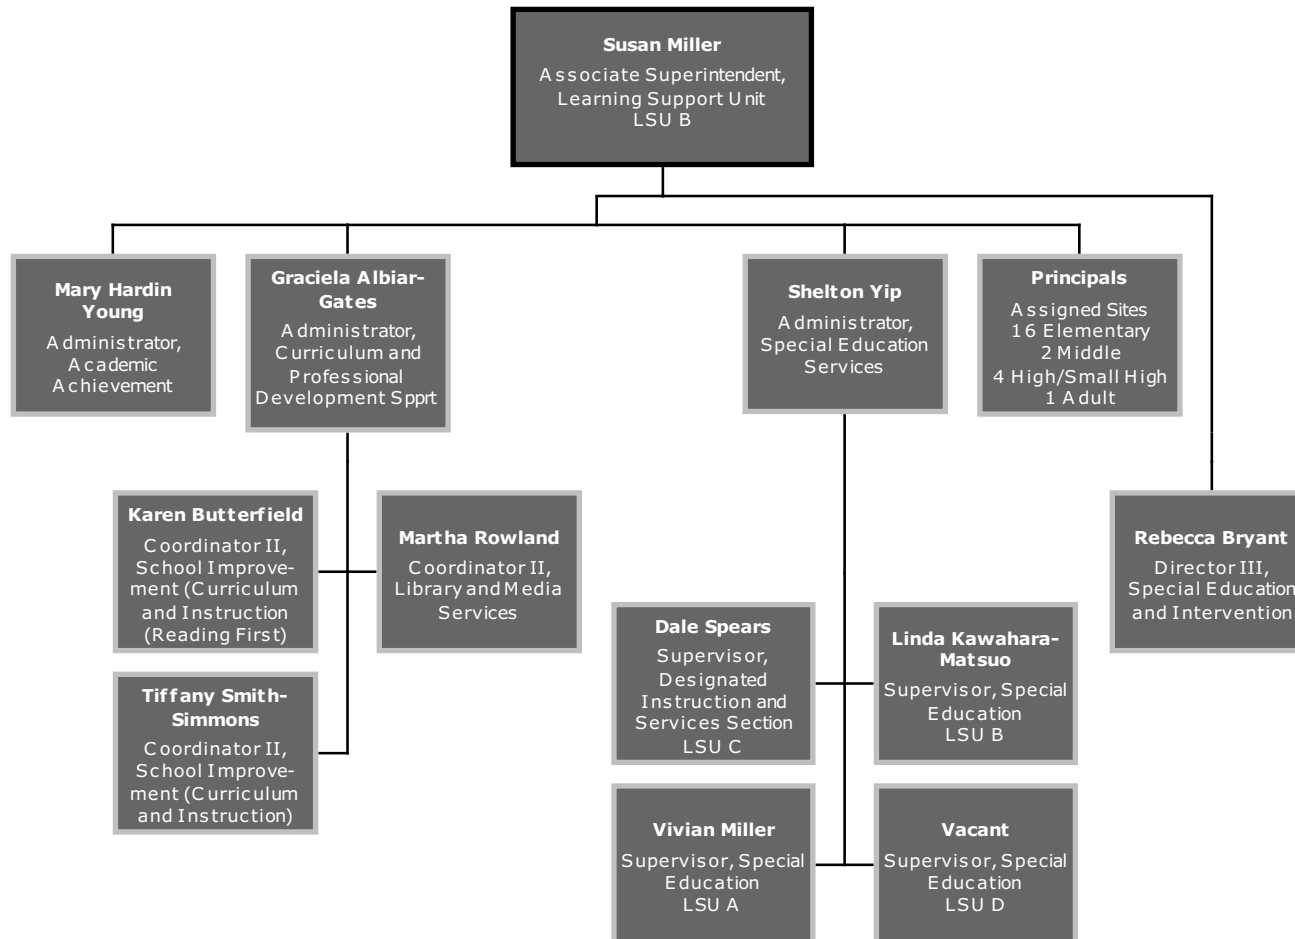 Susan Miller
Associate Superintendent,
Learning Support Unit
LSU B
Mary Hardin
Young
Administrator,
Academic
Achievement
Graciela Albiar-
Gates
Administrator,
Curriculum and
Professional
Development Spprt
Shelton Yip
Administrator,
Special Education
Services
Principals
Assigned Sites
16 Elementary
2 Middle
4 High/Small High
1 Adult
Karen Butterfield
Coordinator II,
School Improve-
ment (Curriculum
and Instruction
(Reading First)
Martha Rowland
Coordinator II,
Library and Media
Services
Rebecca Bryant
Director III,
Special Education
and Intervention
Tiffany Smith-
Simmons
Coordinator II,
School Improve-
ment (Curriculum
and Instruction)
Dale Spears
Supervisor,
Designated
Instruction and
Services Section
LSU C
Linda Kawahara-
Matsuo
Supervisor, Special
Education
LSU B
Vivian Miller
Supervisor, Special
Education
LSU A
Vacant
Supervisor, Special
Education
LSU D